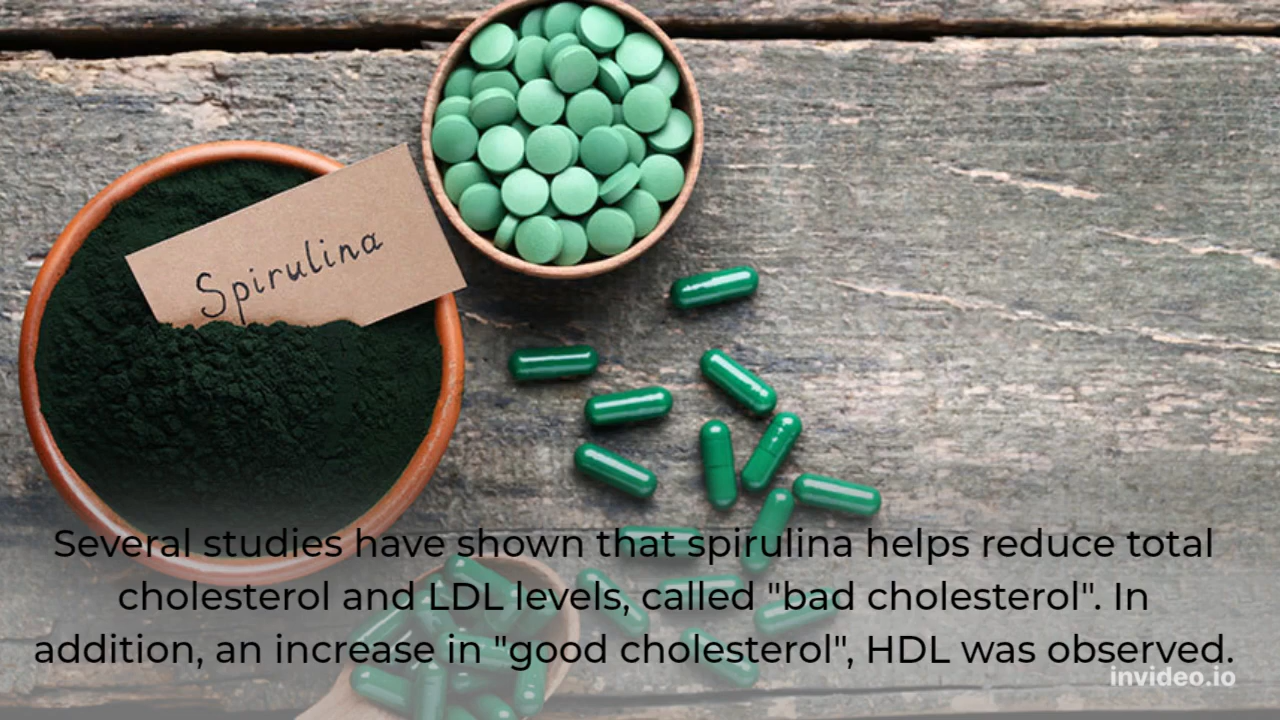 Spirulina
Several studies have shown that spirulina helps reduce total
cholesterol and LDL levels, called "bad cholesterol". In
addition, an increase in "good cholesterol", HDL was observed.
invideo.io